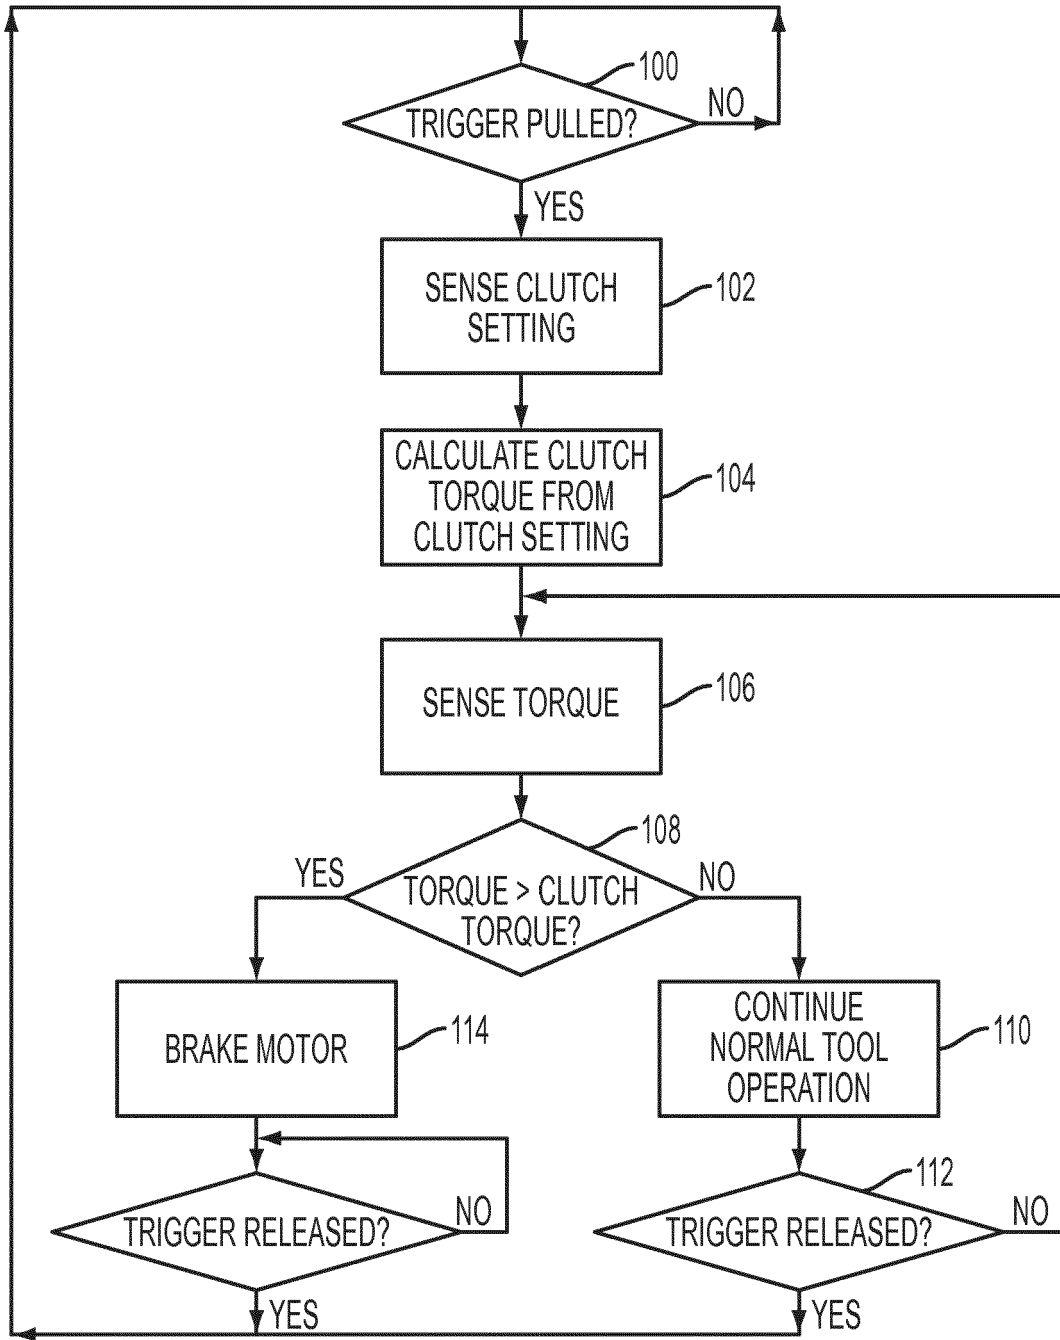 100
TRIGGER PULLED?
NO
YES
SENSE CLUTCH
SETTING
102
CALCULATE CLUTCH
TORQUE FROM
CLUTCH SETTING
104
SENSE TORQUE
106
108
YES
TORQUE > CLUTCH
TORQUE?
NO
BRAKE MOTOR
114
CONTINUE
NORMAL TOOL
OPERATION
110
TRIGGER RELEASED?
NO
YES
112
TRIGGER RELEASED?
NO
YES